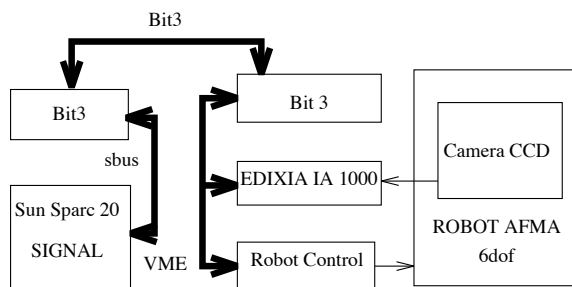 Bit3
Bit3
Bit 3
sbus
EDIXIA IA 1000
Camera CCD
Sun Sparc 20
SIGNAL
VME
Robot Control
ROBOT AFMA
6dof